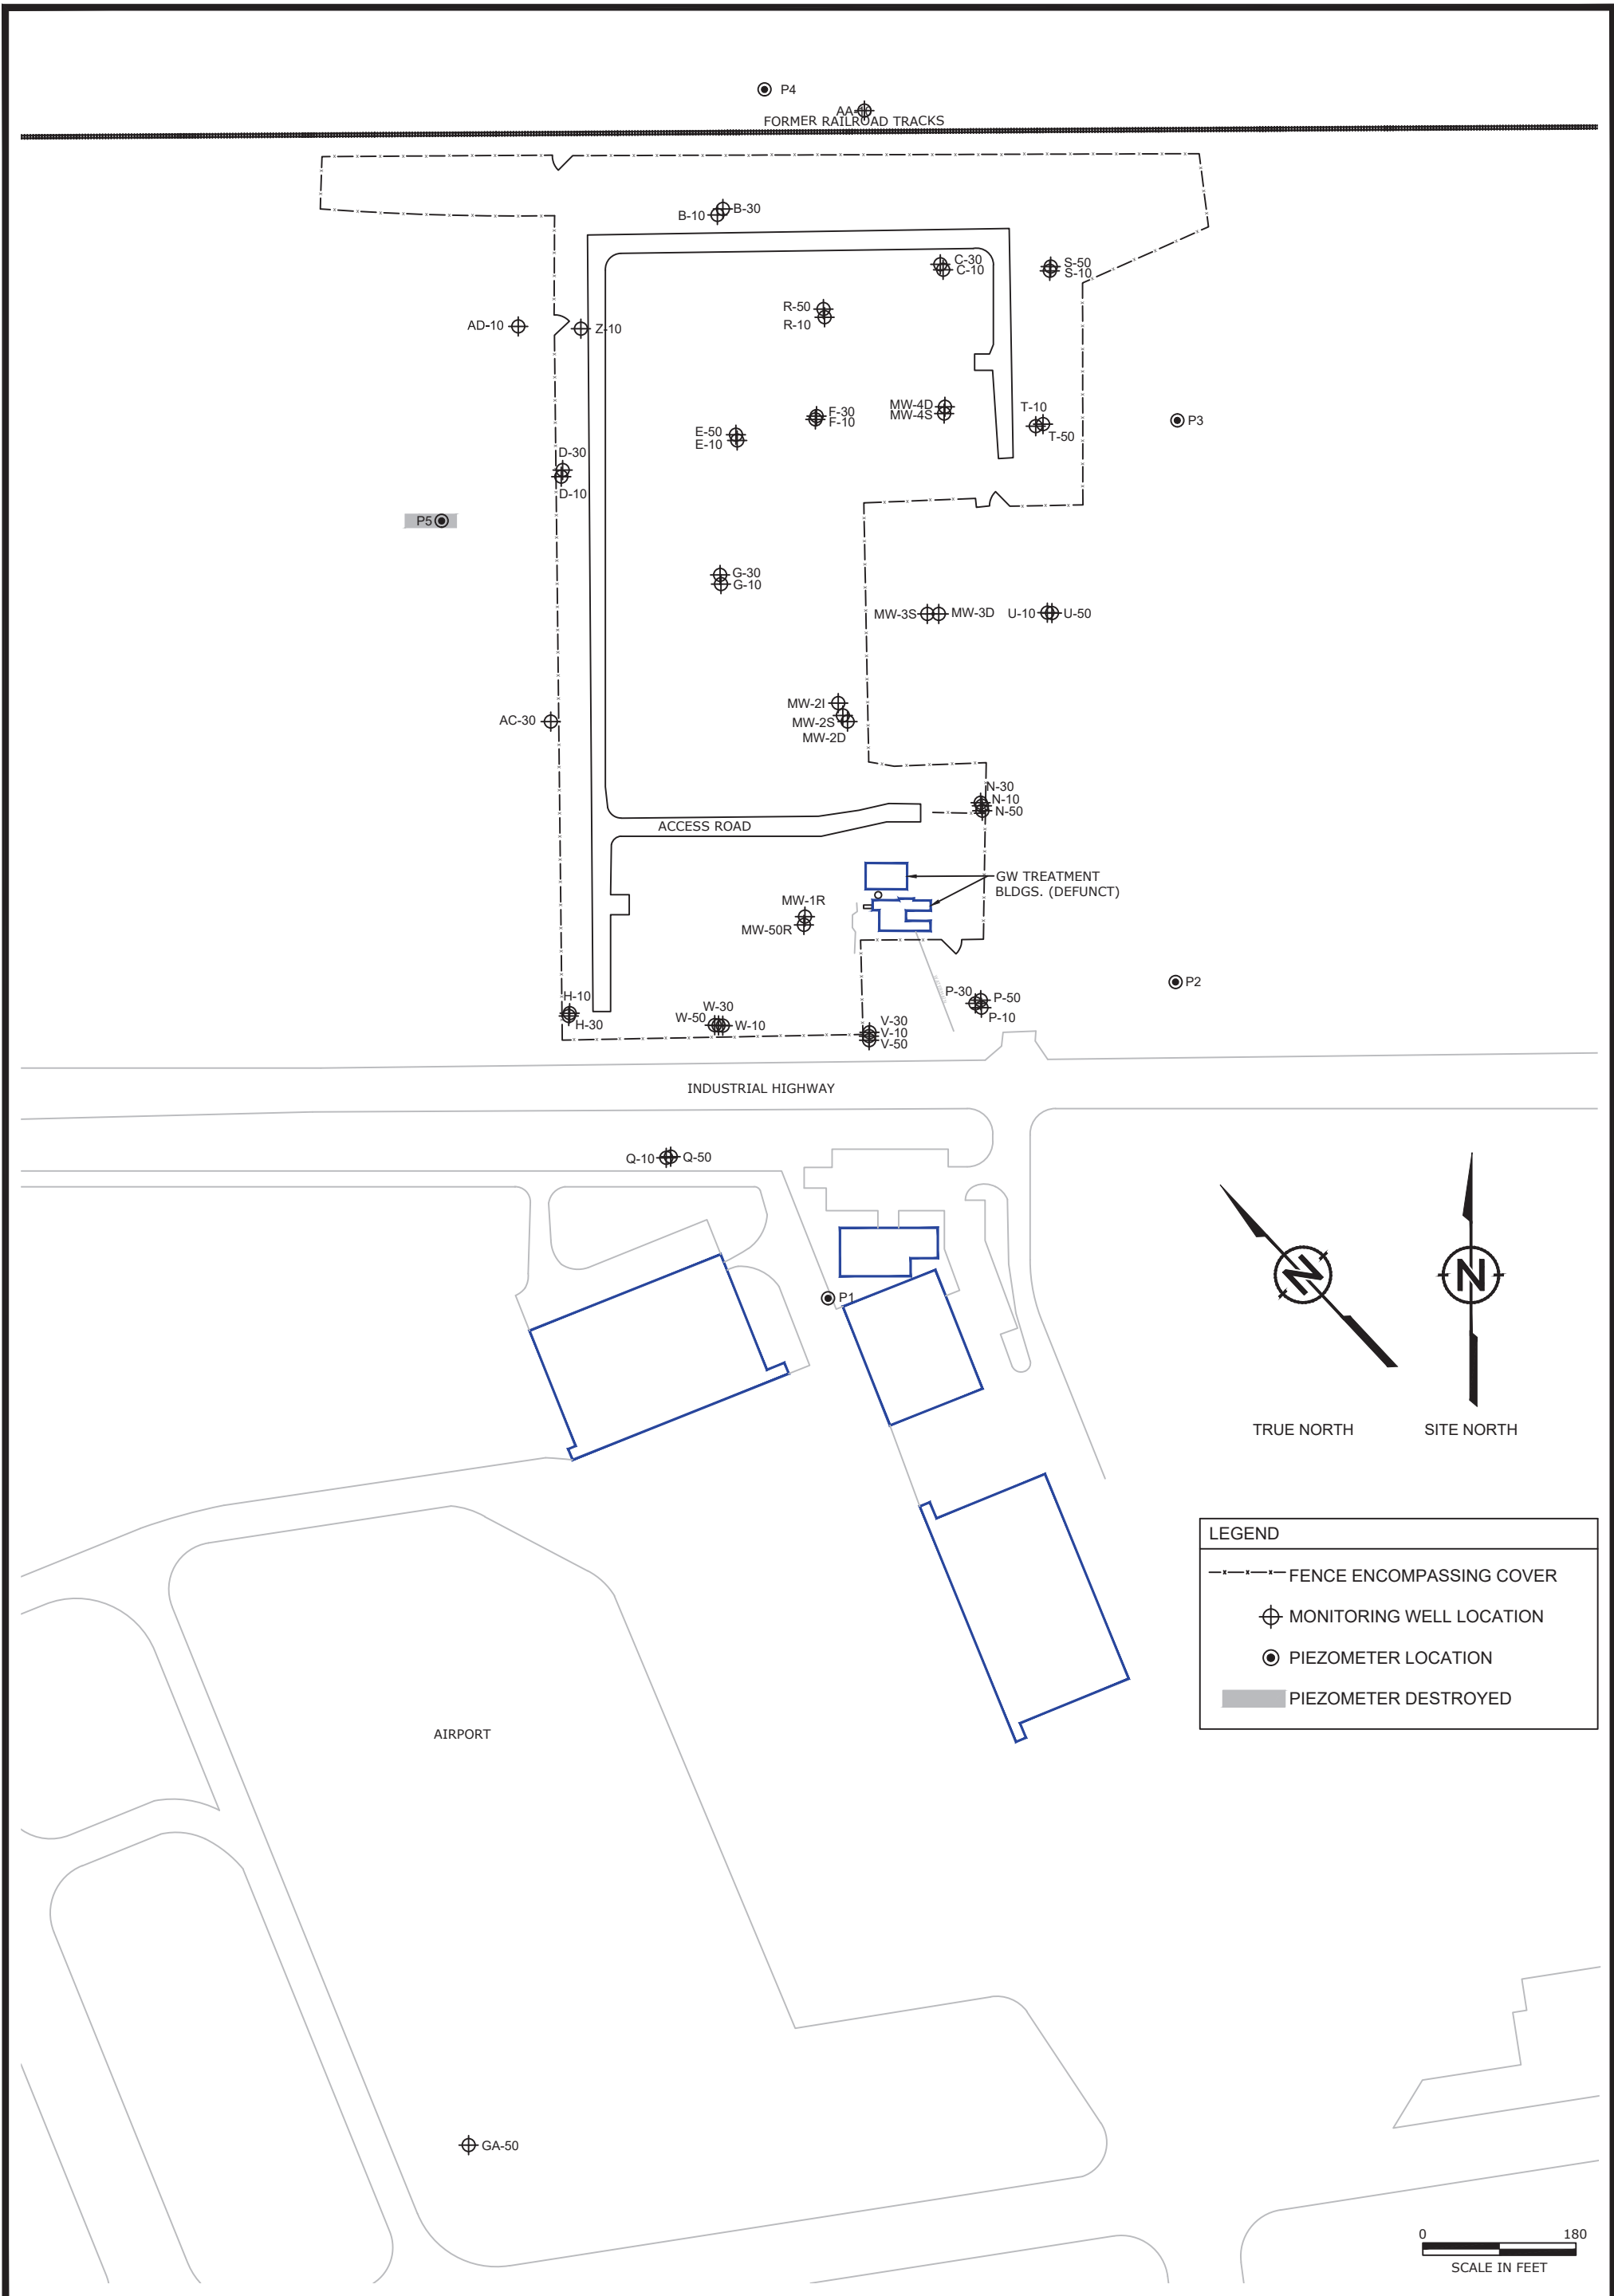 P4
AA
FORMER RAILROAD TRACKS
B-30
B-10
C-30
C-10
S-50
S-10
R-50
R-10
AD-10
Z-10
F-30
F-10
MW-4D
MW-4S
T-10
T-50
P3
E-50
E-10
D-30
D-10
P5
G-30
G-10
MW-3S
MW-3D
U-10
U-50
MW-2I
MW-2S
MW-2D
AC-30
N-30
N-10
N-50
ACCESS ROAD
GW TREATMENT
BLDGS. (DEFUNCT)
MW-1R
MW-50R
P2
P-30
P-50
P-10
H-10
H-30
W-30
W-50
W-10
V-30
V-10
V-50
INDUSTRIAL HIGHWAY
Q-10
Q-50
P1
N
N
TRUE NORTH
SITE NORTH
LEGEND
FENCE ENCOMPASSING COVER
MONITORING WELL LOCATION
PIEZOMETER LOCATION
PIEZOMETER DESTROYED
AIRPORT
GA-50
0 180
SCALE IN FEET